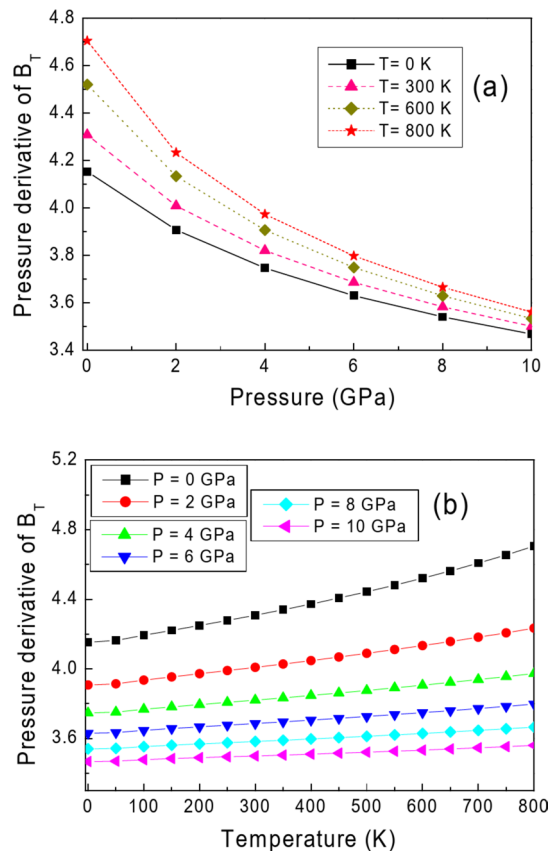 4.8
4.6
4.4
4.2
4.0
3.8
3.6
3.4
Pressure derivative of B_T
T= 0 K
T= 300 K
T= 600 K
T= 800 K
(a)
0 2 4 6 8 10
Pressure (GPa)
5.2
4.8
4.4
4.0
3.6
Pressure derivative of B_T
P = 0 GPa
P = 2 GPa
P = 4 GPa
P = 6 GPa
P = 8 GPa
P = 10 GPa
(b)
0 100 200 300 400 500 600 700 800
Temperature (K)